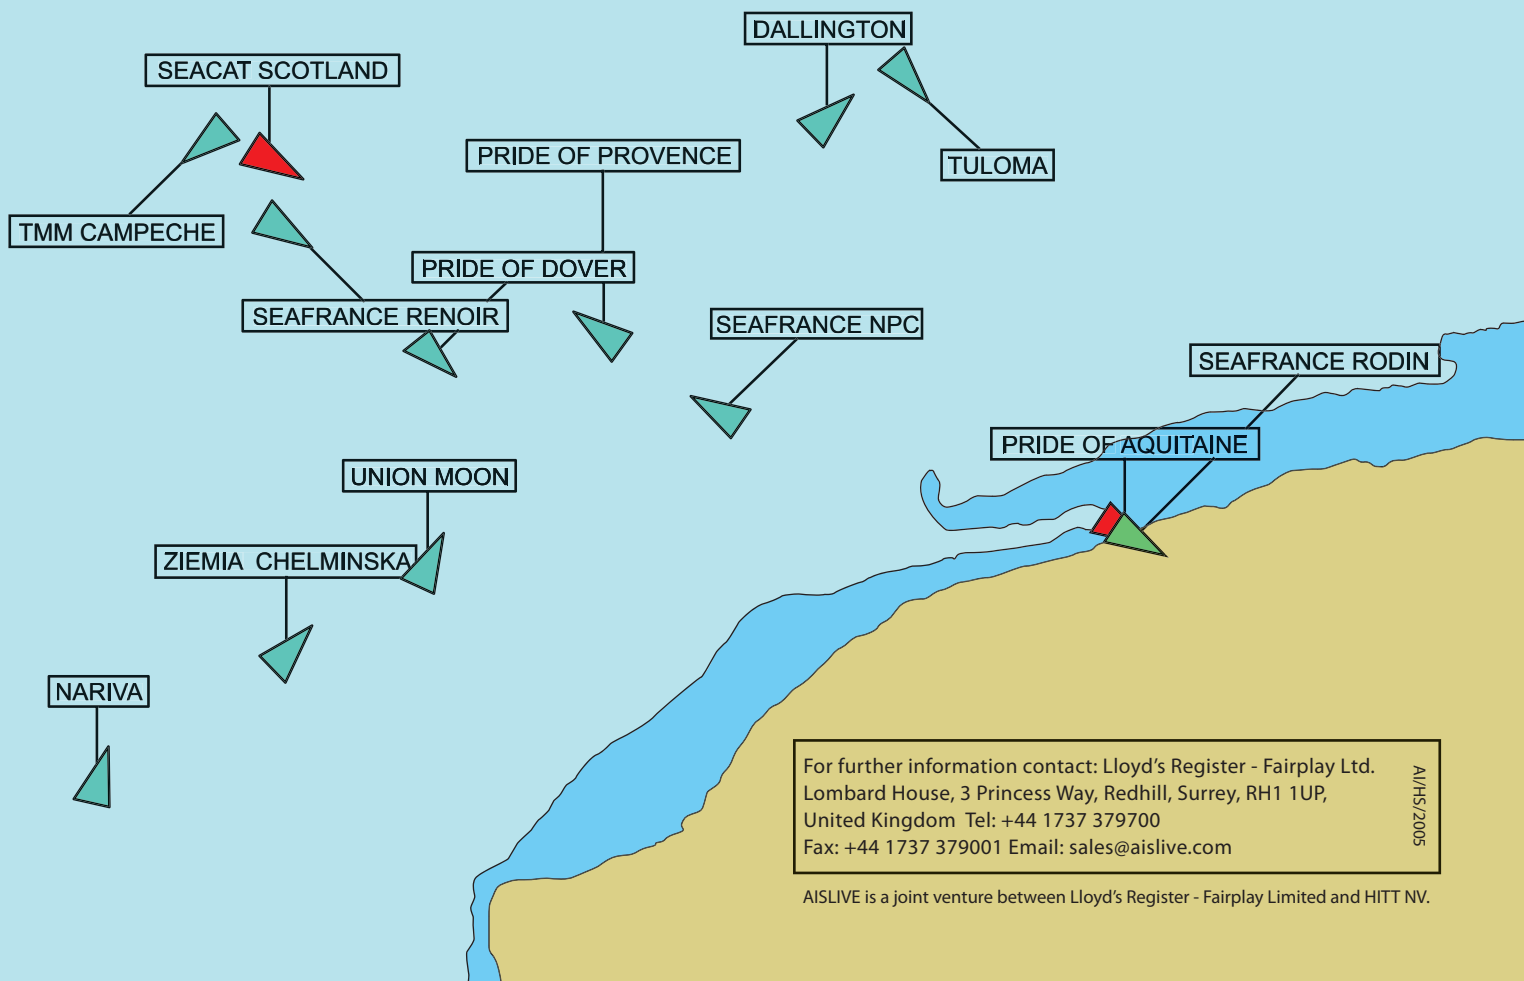 DALLINGTON
SEACAT SCOTLAND
PRIDE OF PROVENCE
TULOMA
TMM CAMPECHE
PRIDE OF DOVER
SEAFRANCE RENOIR
SEAFRANCE NPC
SEAFRANCE RODIN
PRIDE OF AQUITAINE
UNION MOON
ZIEMIA CHELMINSKA
NARIVA
For further information contact: Lloyd's Register - Fairplay Ltd.
Lombard House, 3 Princess Way, Redhill, Surrey, RH1 1UP,
United Kingdom Tel: +44 1737 379700
Fax: +44 1737 379001 Email: sales@aislive.com
AI/HS/2005
AISLIVE is a joint venture between Lloyd's Register - Fairplay Limited and HITT NV.